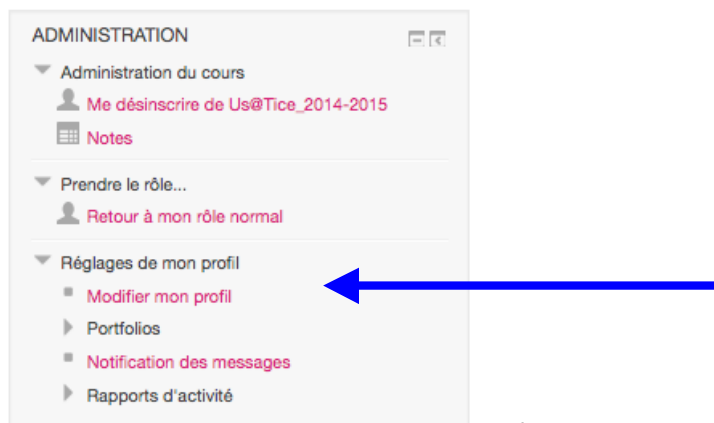 ADMINISTRATION
Administration du cours
Me désinscrire de Us@Tice_2014-2015
Notes
Prendre le rôle...
Retour à mon rôle normal
Réglages de mon profil
Modifier mon profil
Portfolios
Notification des messages
Rapports d'activité